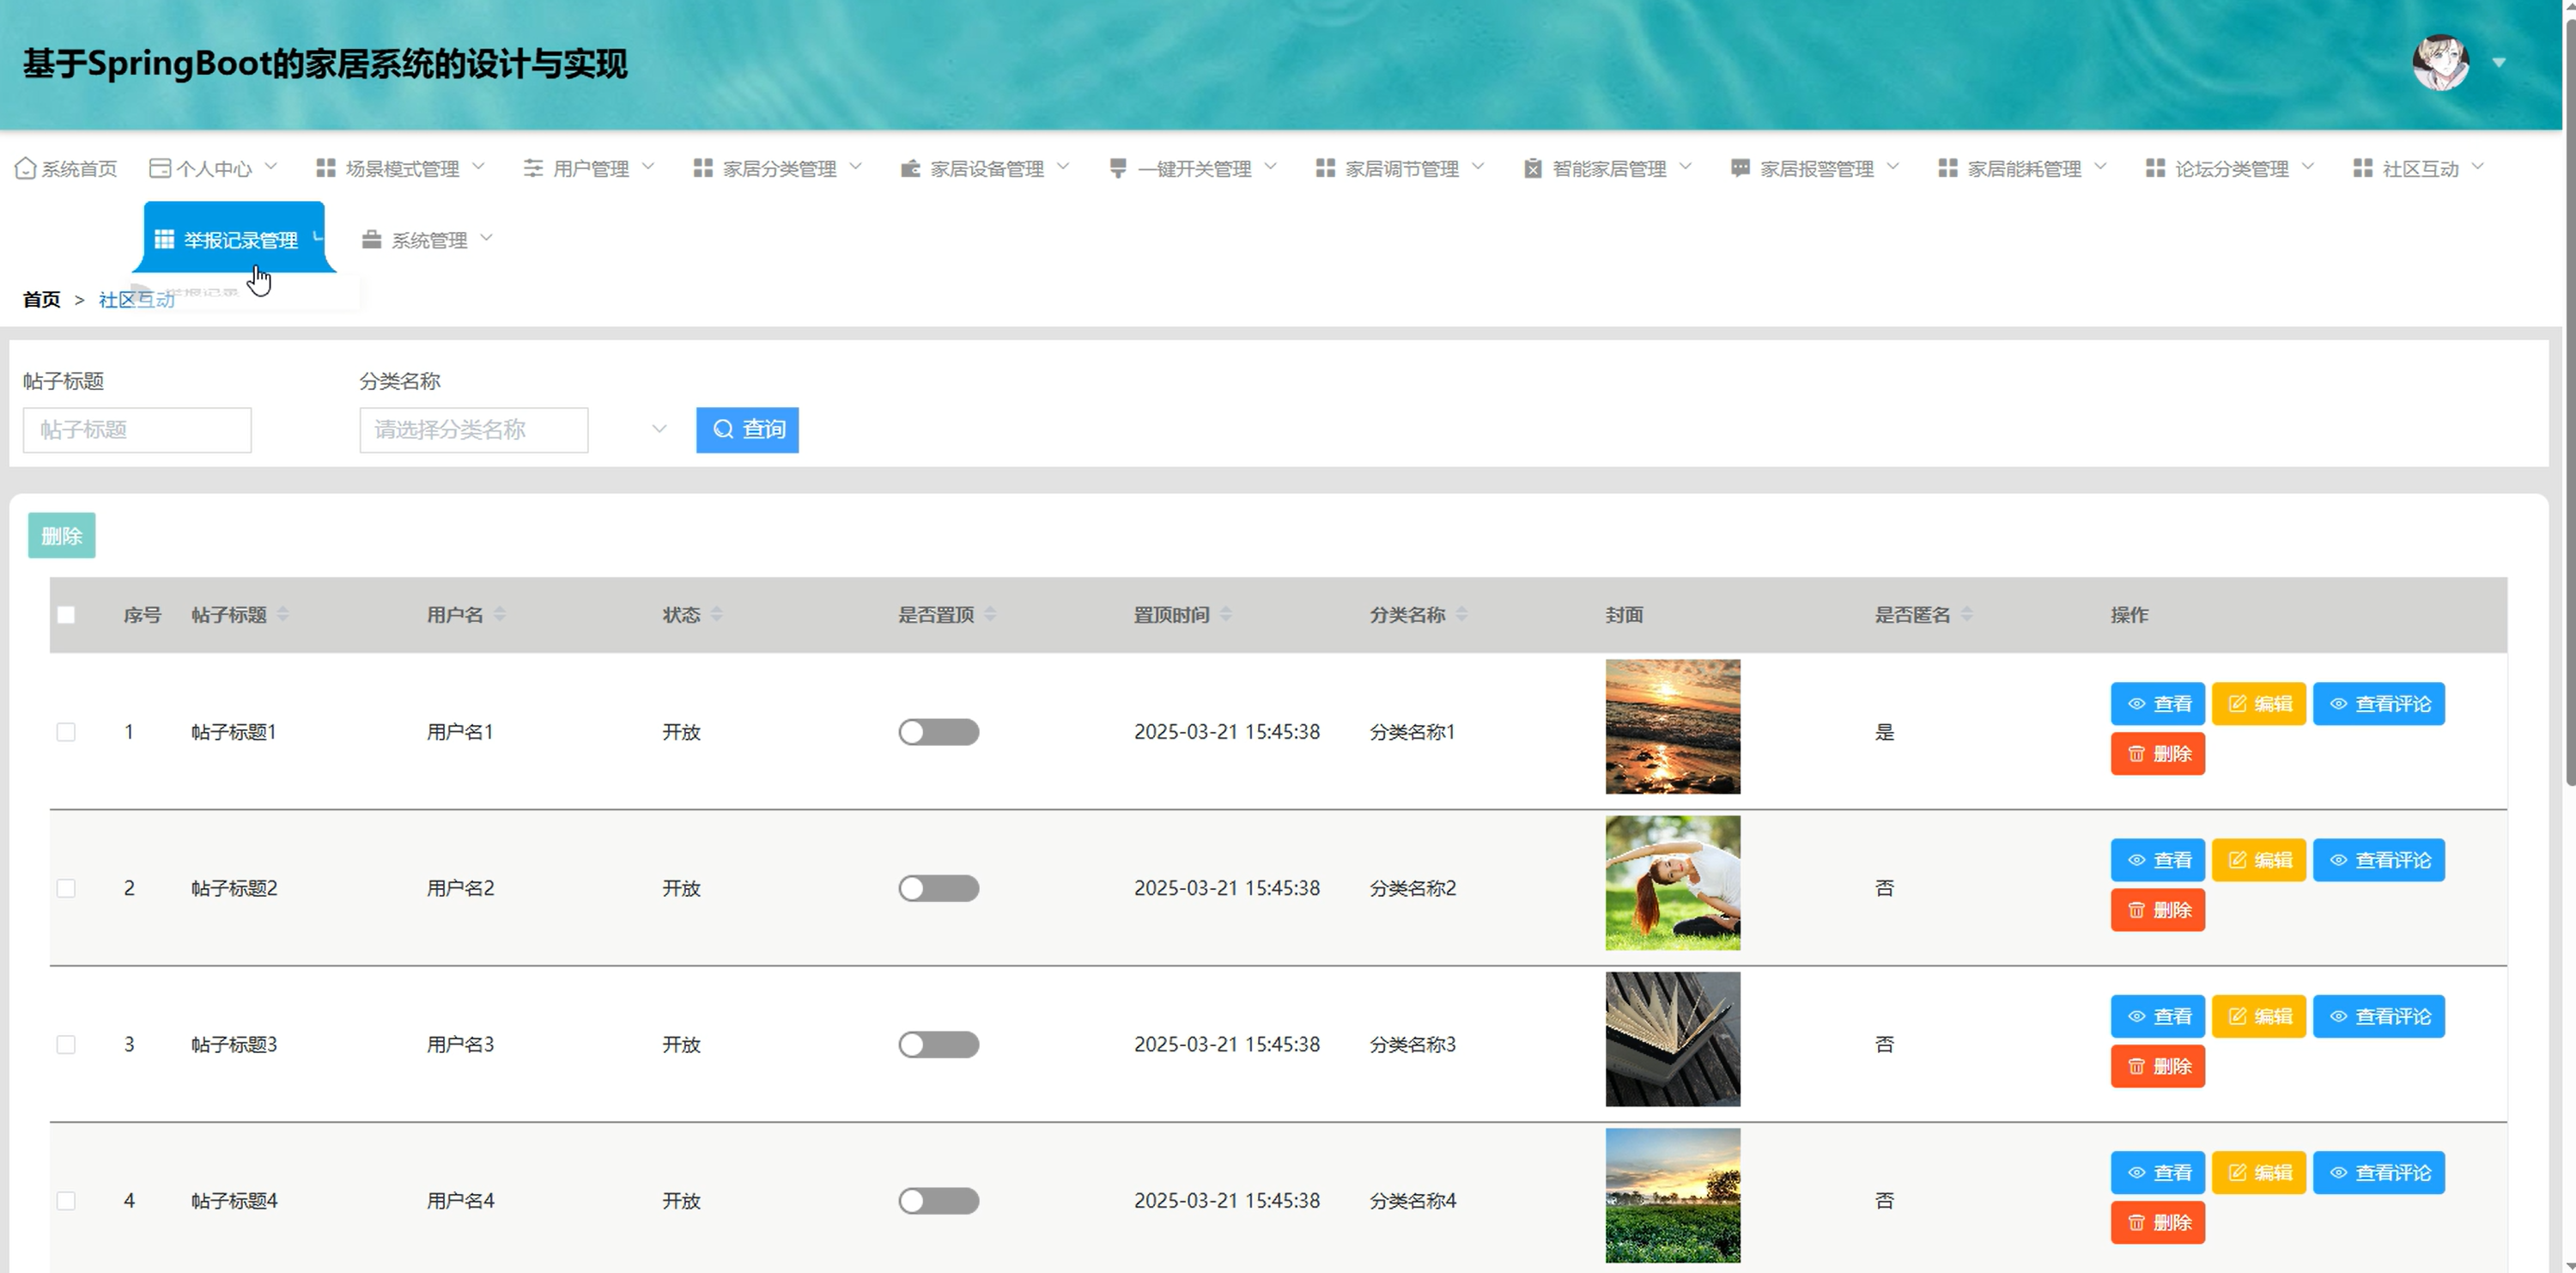 基于SpringBoot的家居系统的设计与实现
系统首页 个人中心 场景模式管理 用户管理 家居分类管理 家居设备管理 一键开关管理 家居调节管理 智能家居管理 家居报警管理 家居能耗管理 论坛分类管理 社区互动
举报记录管理 系统管理
举报记录
首页 > 社区互动
帖子标题 分类名称
帖子标题 请选择分类名称 查询
删除
序号 帖子标题 用户名 状态 是否置顶 置顶时间 分类名称 封面 是否匿名 操作
1 帖子标题1 用户名1 开放 2025-03-21 15:45:38 分类名称1 是 查看 编辑 查看评论
删除
2 帖子标题2 用户名2 开放 2025-03-21 15:45:38 分类名称2 否 查看 编辑 查看评论
删除
3 帖子标题3 用户名3 开放 2025-03-21 15:45:38 分类名称3 否 查看 编辑 查看评论
删除
4 帖子标题4 用户名4 开放 2025-03-21 15:45:38 分类名称4 否 查看 编辑 查看评论
删除